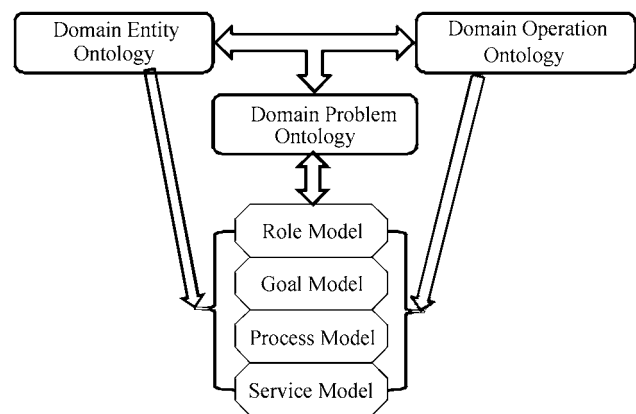 Domain Entity
Ontology
Domain Operation
Ontology
Domain Problem
Ontology
Role Model
Goal Model
Process Model
Service Model